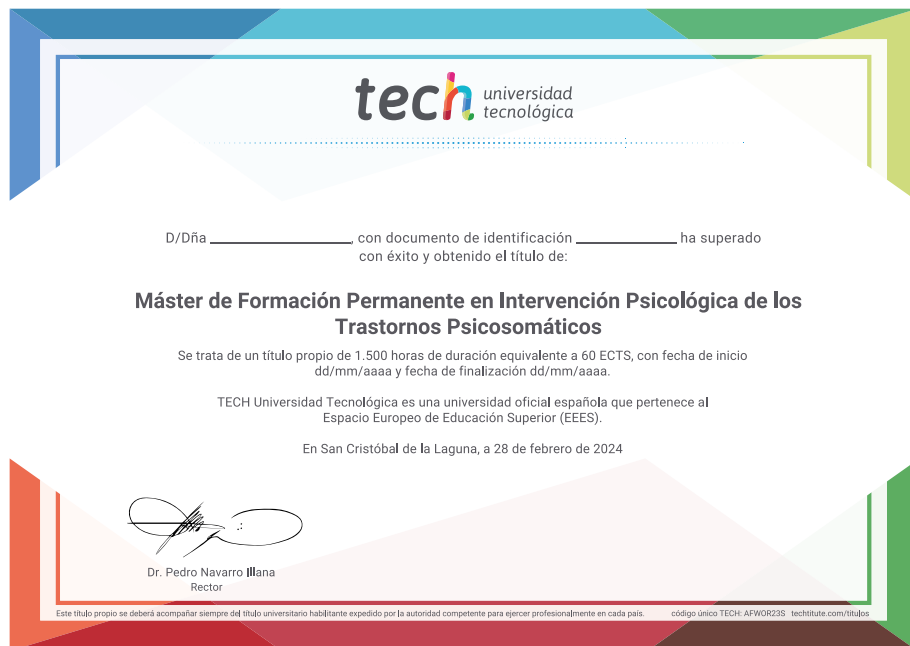 tech universidad
tecnológica
D/Dña ____________________, con documento de identificación ______________ ha superado
con éxito y obtenido el título de:
Máster de Formación Permanente en Intervención Psicológica de los
Trastornos Psicosomáticos
Se trata de un título propio de 1.500 horas de duración equivalente a 60 ECTS, con fecha de inicio
dd/mm/aaaa y fecha de finalización dd/mm/aaaa.
TECH Universidad Tecnológica es una universidad oficial española que pertenece al
Espacio Europeo de Educación Superior (EEES).
En San Cristóbal de la Laguna, a 28 de febrero de 2024
Dr. Pedro Navarro Illana
Rector
Este título propio se deberá acompañar siempre del título universitario habilitante expedido por la autoridad competente para ejercer profesionalmente en cada país. código único TECH: AFWOR23S techtitute.com/titulos